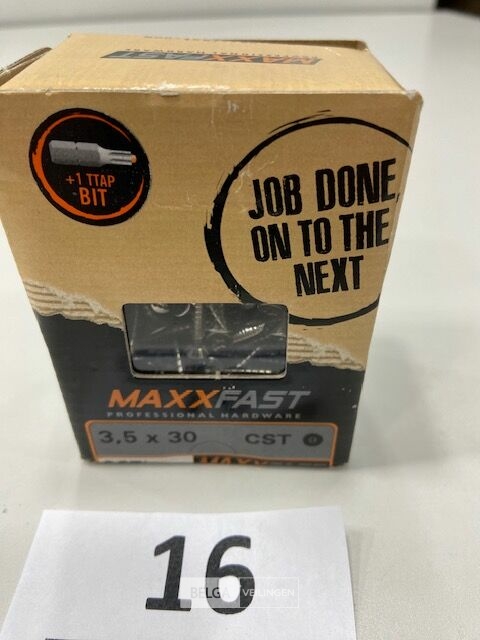 MAXXFAST
+1 TTAP
BIT
JOB DONE,
ON TO THE
NEXT
MAXXFAST
PROFESSIONAL HARDWARE
3,5 x 30 CST
16
BELGA VEILINGEN